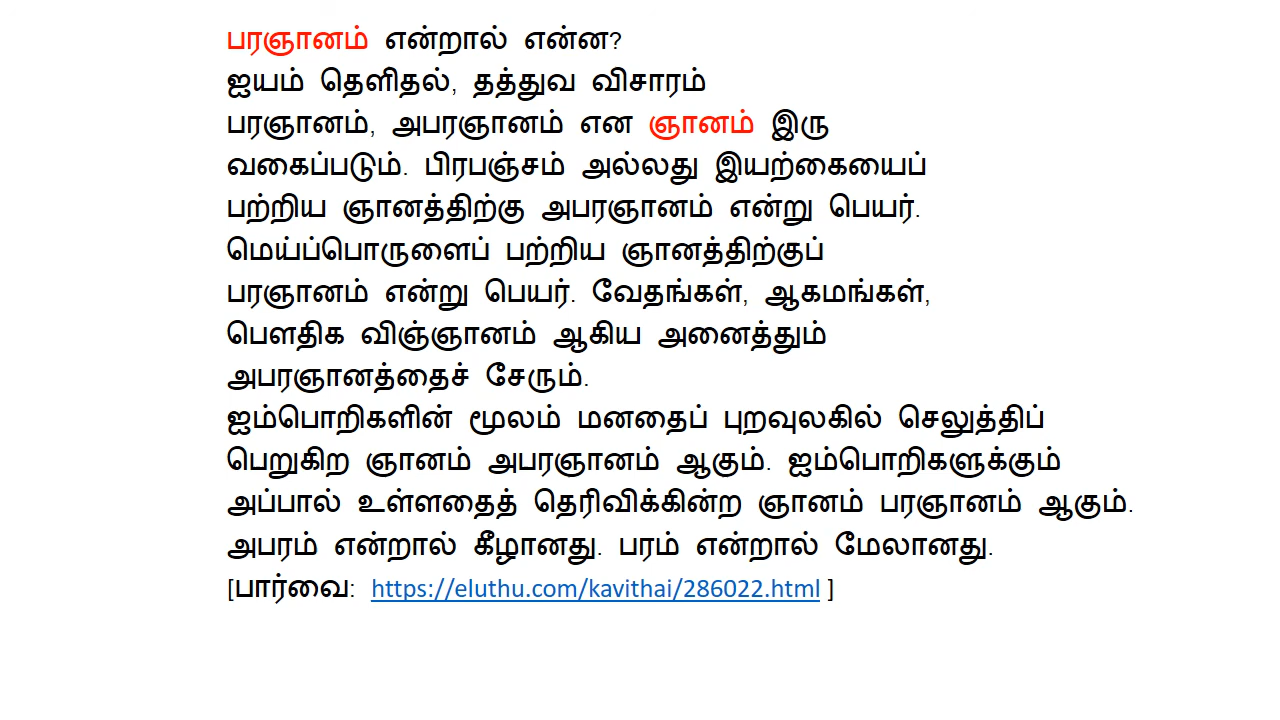 பரஞானம் என்றால் என்ன?
ஐயம் தெளிதல், தத்துவ விசாரம்
பரஞானம், அபரஞானம் என ஞானம் இரு
வகைப்படும். பிரபஞ்சம் அல்லது இயற்கையைப்
பற்றிய ஞானத்திற்கு அபரஞானம் என்று பெயர்.
மெய்ப்பொருளைப் பற்றிய ஞானத்திற்குப்
பரஞானம் என்று பெயர். வேதங்கள், ஆகமங்கள்,
பௌதிக விஞ்ஞானம் ஆகிய அனைத்தும்
அபரஞானத்தைச் சேரும்.
ஐம்பொறிகளின் மூலம் மனதைப் புறவுலகில் செலுத்திப்
பெறுகிற ஞானம் அபரஞானம் ஆகும். ஐம்பொறிகளுக்கும்
அப்பால் உள்ளதைத் தெரிவிக்கின்ற ஞானம் பரஞானம் ஆகும்.
அபரம் என்றால் கீழானது. பரம் என்றால் மேலானது.
[பார்வை: https://eluthu.com/kavithai/286022.html ]